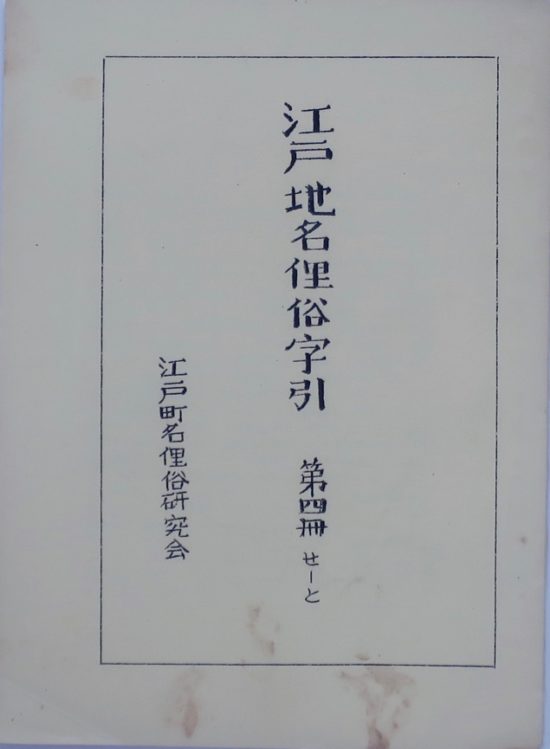 江戸地名俚俗字引 第四冊 せーと
江戸町名俚俗研究会